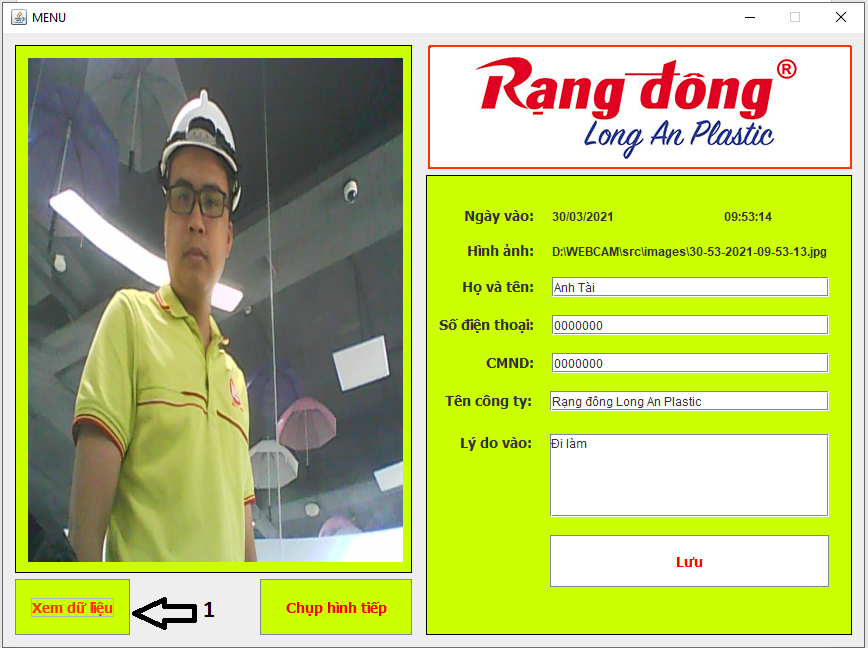 MENU
Rạng đông®
Long An Plastic
Ngày vào: 30/03/2021 09:53:14
Hình ảnh: D:\WEBCAM\src\images\30-53-2021-09-53-13.jpg
Họ và tên: Anh Tài
Số điện thoại: 0000000
CMND: 0000000
Tên công ty: Rạng đông Long An Plastic
Lý do vào: Đi làm
Lưu
Xem dữ liệu 1 Chụp hình tiếp